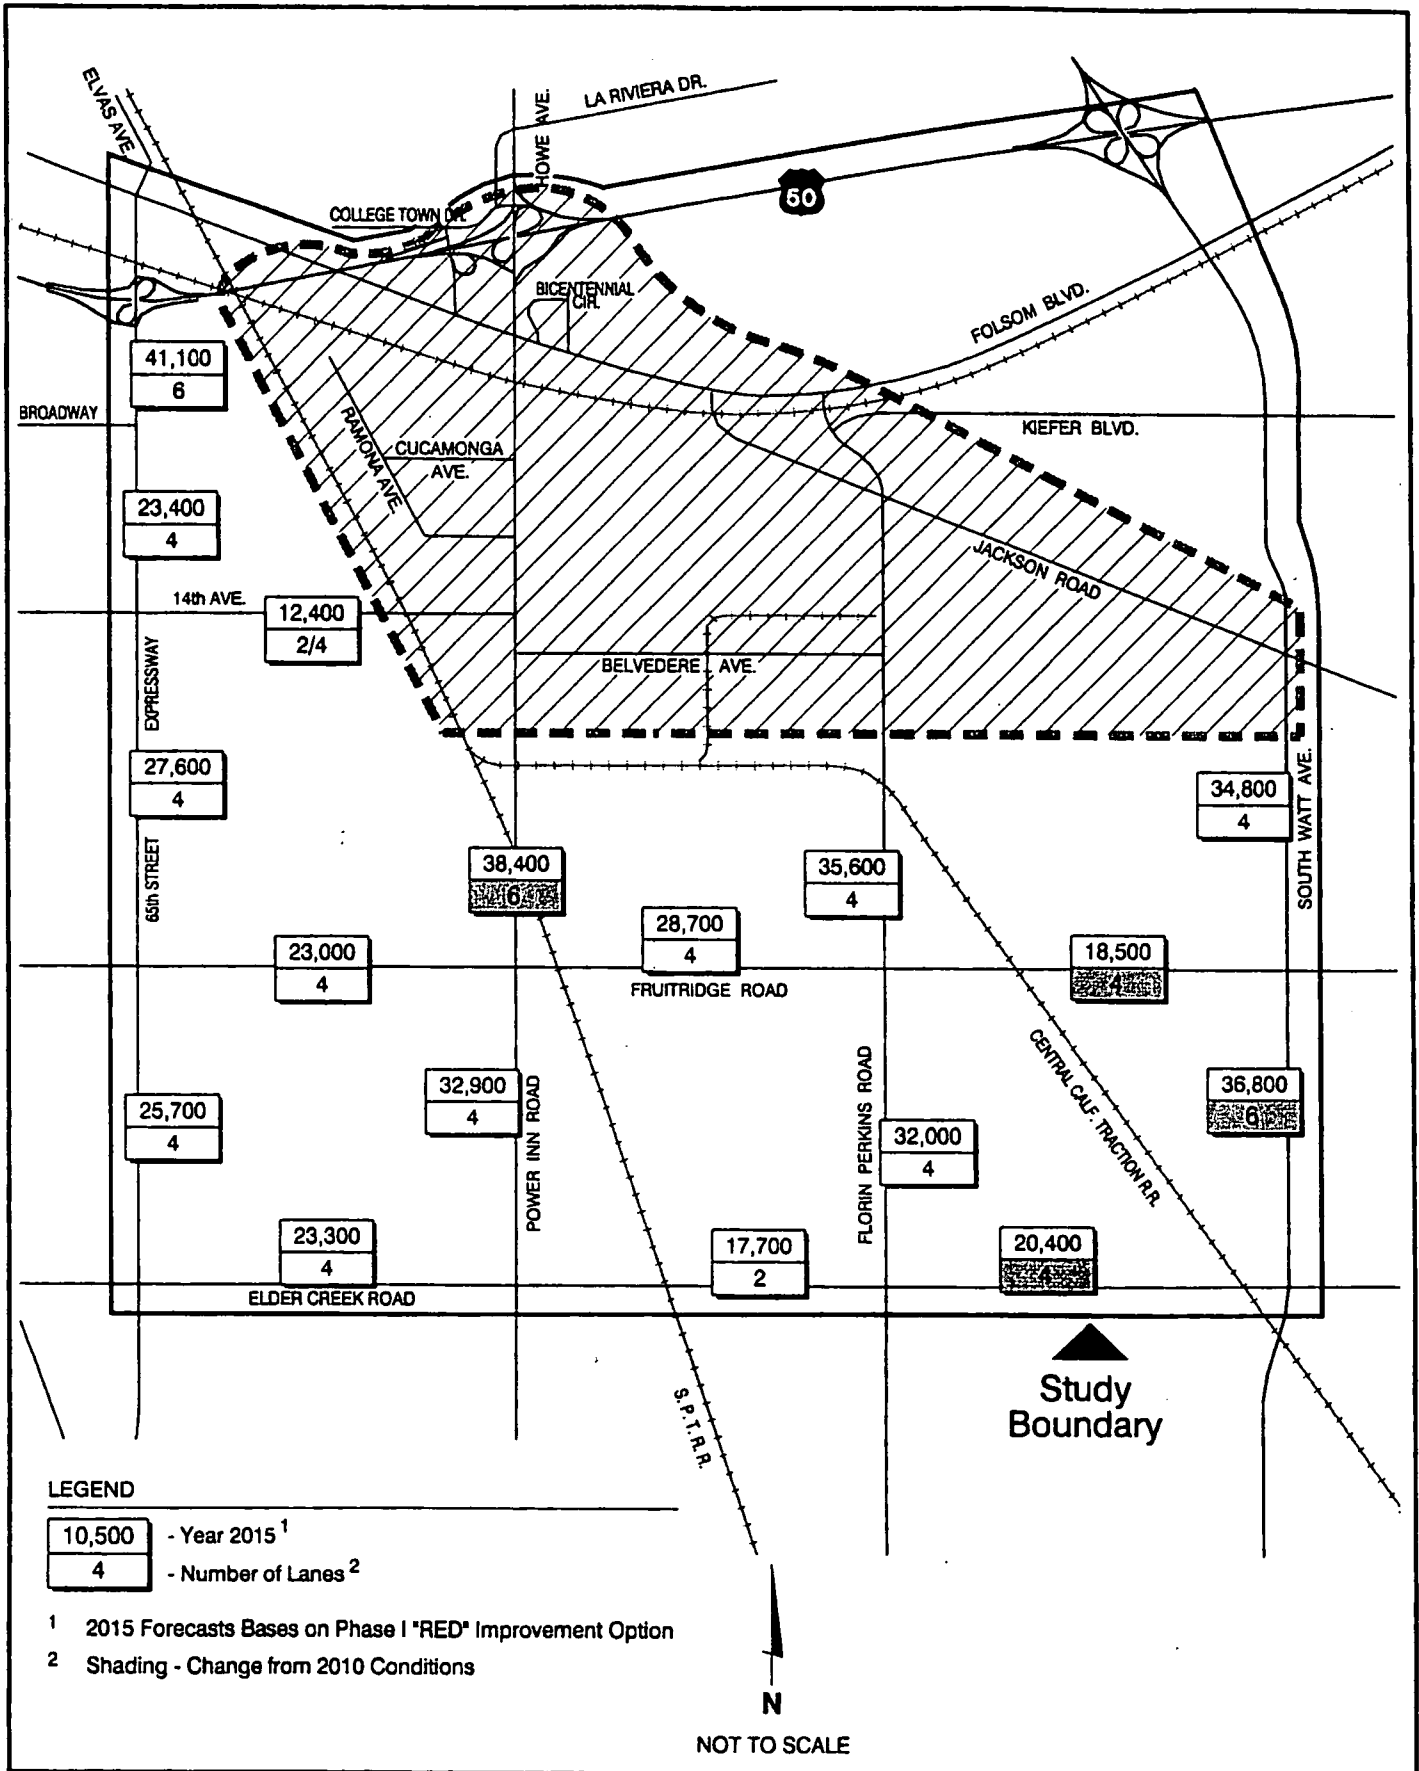 ELVAS AVE.
LA RIVIERA DR.
HOWE AVE.
50
COLLEGE TOWN DR.
BICENTENNIAL
CIR.
FOLSOM BLVD.
41,100
6
BROADWAY
KIEFER BLVD.
RAMONA AVE.
CUCAMONGA
AVE.
23,400
4
JACKSON ROAD
14th AVE.
12,400
2/4
EXPRESSWAY
BELVEDERE AVE.
27,600
4
34,800
4
SOUTH WATT AVE.
65th STREET
38,400
6
35,600
4
28,700
4
23,000
4
18,500
4
FRUITRIDGE ROAD
CENTRAL CALF. TRACTION R.R.
32,900
4
POWER INN ROAD
FLORIN PERKINS ROAD
36,800
6
25,700
4
32,000
4
23,300
4
17,700
2
20,400
4
ELDER CREEK ROAD
Study
Boundary
S.P.T.R.R.
LEGEND
10,500 - Year 2015 1
4 - Number of Lanes 2
1 2015 Forecasts Bases on Phase I "RED" Improvement Option
2 Shading - Change from 2010 Conditions
N
NOT TO SCALE